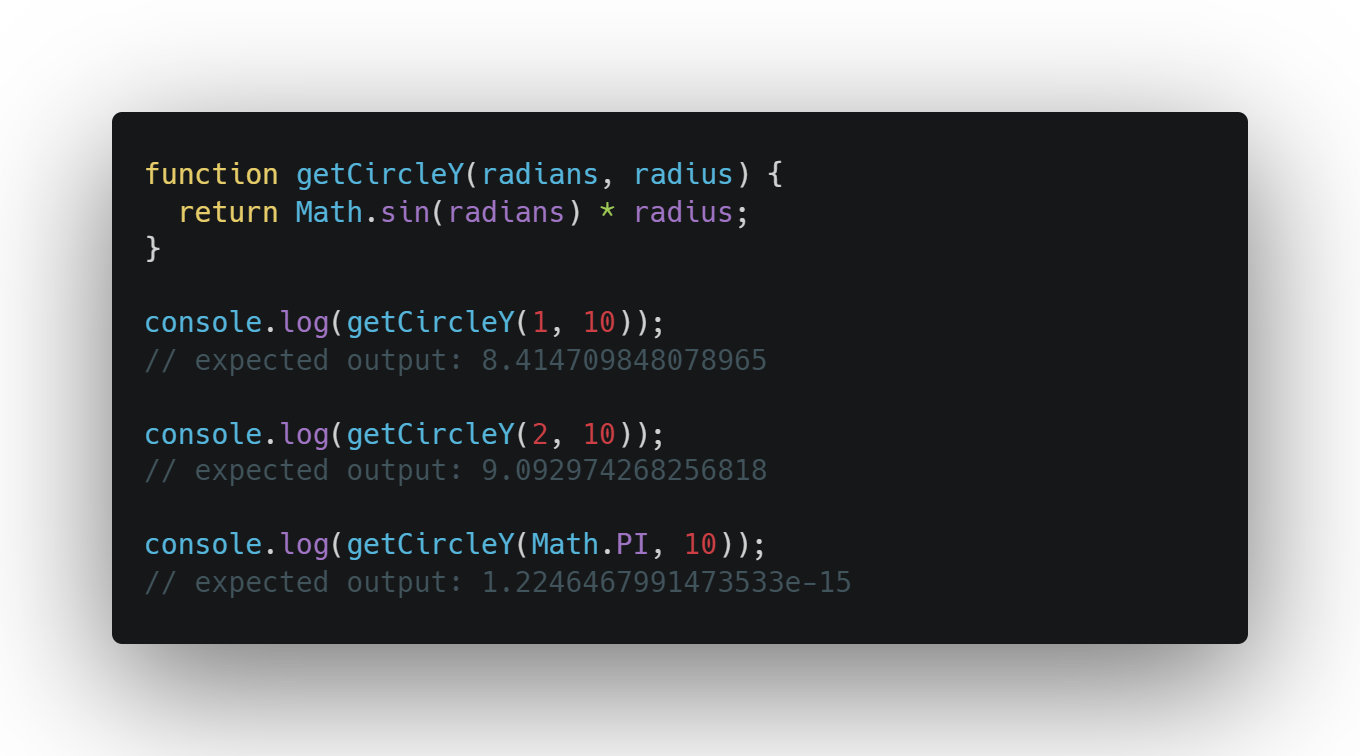 function getCircleY(radians, radius) {
  return Math.sin(radians) * radius;
}

console.log(getCircleY(1, 10));
// expected output: 8.414709848078965

console.log(getCircleY(2, 10));
// expected output: 9.092974268256818

console.log(getCircleY(Math.PI, 10));
// expected output: 1.2246467991473533e-15